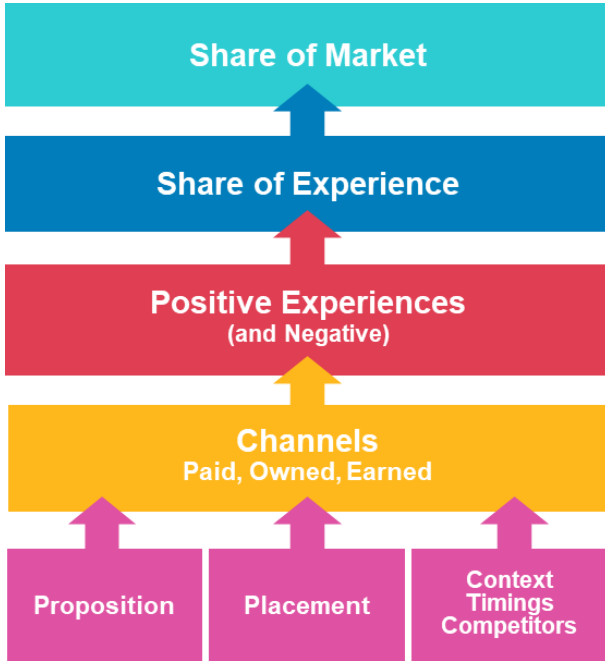 Share of Market
Share of Experience
Positive Experiences
(and Negative)
Channels
Paid, Owned, Earned
Proposition
Placement
Context
Timings
Competitors